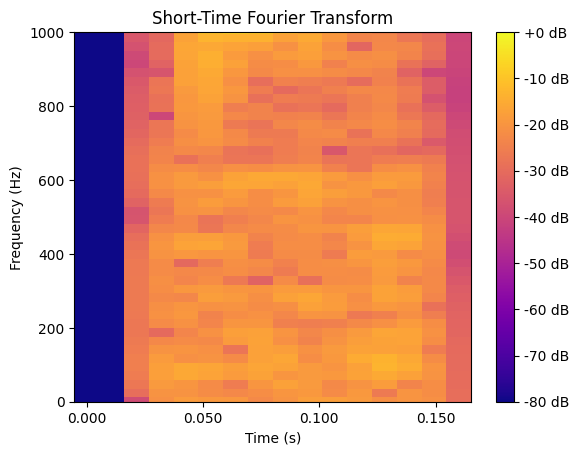 Short-Time Fourier Transform
1000
800
600
400
200
0
Frequency (Hz)
0.000
0.050
0.100
0.150
Time (s)
+0 dB
-10 dB
-20 dB
-30 dB
-40 dB
-50 dB
-60 dB
-70 dB
-80 dB